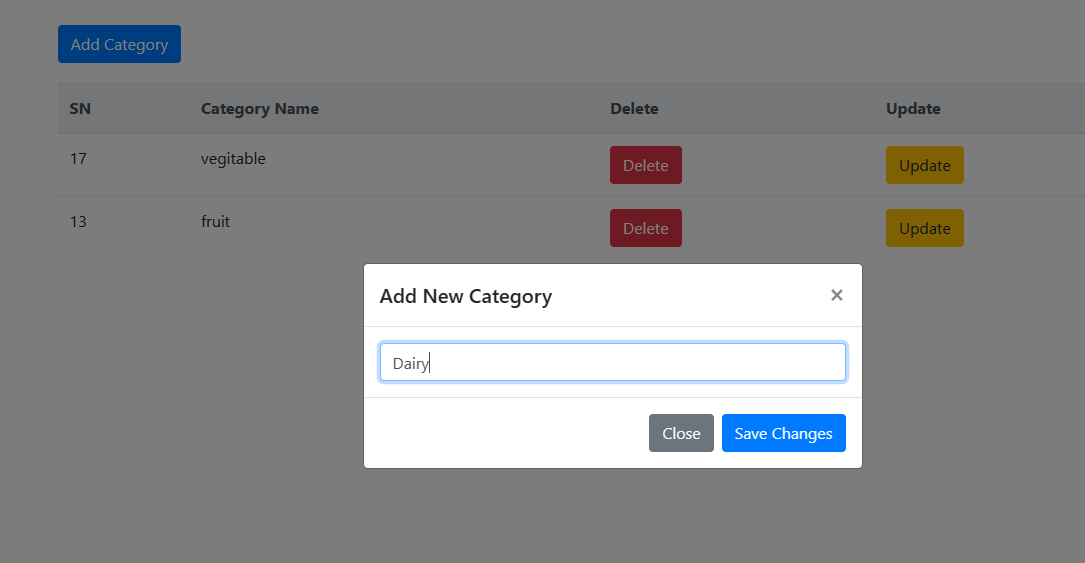 Add Category
SN Category Name Delete Update
17 vegitable Delete Update
13 fruit Delete Update
Add New Category ×
Dairy
Close Save Changes